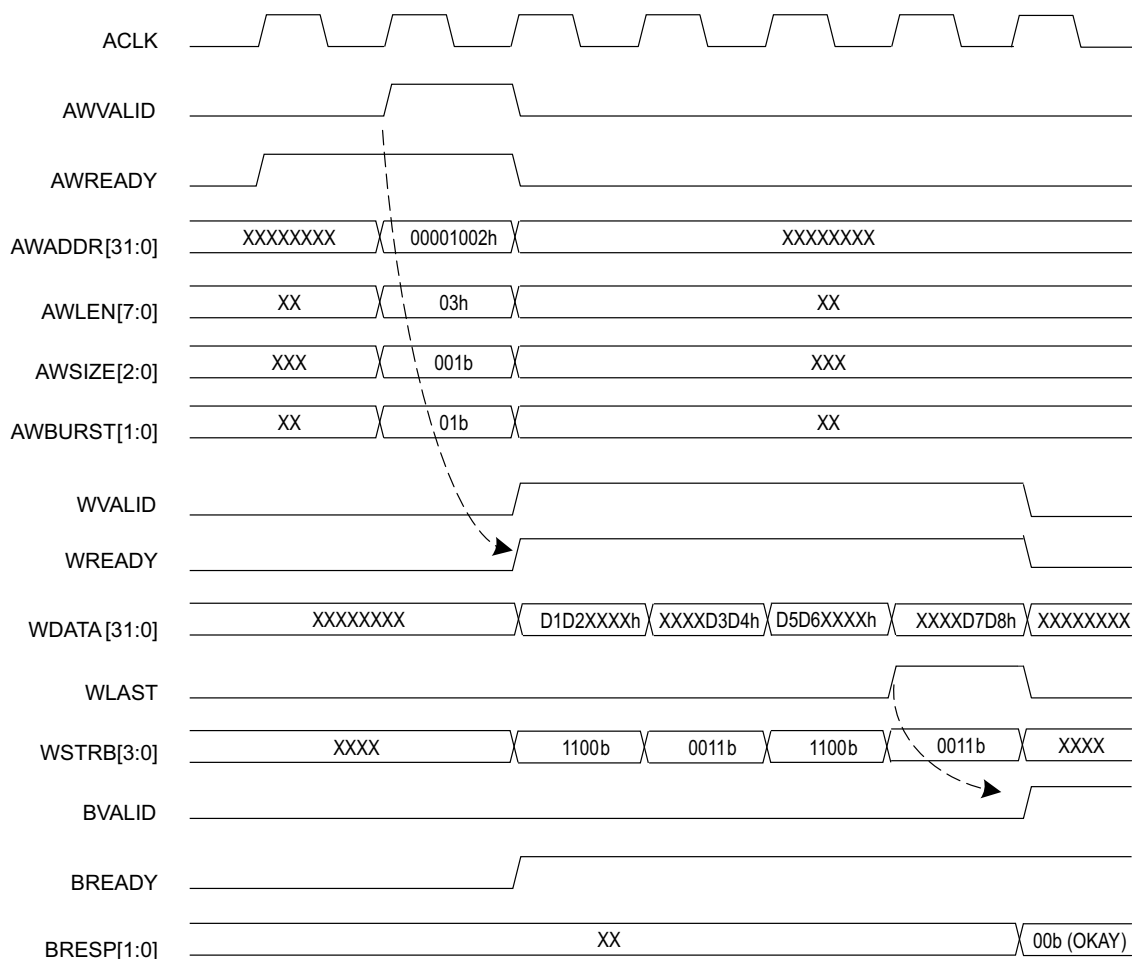 ACLK
AWVALID
AWREADY
AWADDR[31:0] XXXXXXXX 00001002h XXXXXXXX
AWLEN[7:0] XX 03h XX
AWSIZE[2:0] XXX 001b XXX
AWBURST[1:0] XX 01b XX
WVALID
WREADY
WDATA[31:0] XXXXXXXX D1D2XXXXh XXXXD3D4h D5D6XXXXh XXXXD7D8h XXXXXXXX
WLAST
WSTRB[3:0] XXXX 1100b 0011b 1100b 0011b XXXX
BVALID
BREADY
BRESP[1:0] XX 00b (OKAY)